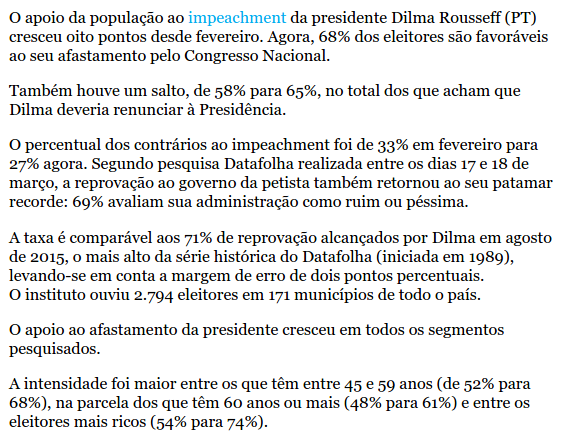 O apoio da população ao impeachment da presidente Dilma Rousseff (PT)
cresceu oito pontos desde fevereiro. Agora, 68% dos eleitores são favoráveis
ao seu afastamento pelo Congresso Nacional.
Também houve um salto, de 58% para 65%, no total dos que acham que
Dilma deveria renunciar à Presidência.
O percentual dos contrários ao impeachment foi de 33% em fevereiro para
27% agora. Segundo pesquisa Datafolha realizada entre os dias 17 e 18 de
março, a reprovação ao governo da petista também retornou ao seu patamar
recorde: 69% avaliam sua administração como ruim ou péssima.
A taxa é comparável aos 71% de reprovação alcançados por Dilma em agosto
de 2015, o mais alto da série histórica do Datafolha (iniciada em 1989),
levando-se em conta a margem de erro de dois pontos percentuais.
O instituto ouviu 2.794 eleitores em 171 municípios de todo o país.
O apoio ao afastamento da presidente cresceu em todos os segmentos
pesquisados.
A intensidade foi maior entre os que têm entre 45 e 59 anos (de 52% para
68%), na parcela dos que têm 60 anos ou mais (48% para 61%) e entre os
eleitores mais ricos (54% para 74%).